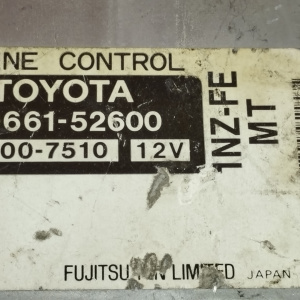 NE CONTROL
TOYOTA
661-52600
00-7510 12V
1NZ-FE
MT
FUJITSU TEN LIMITED JAPAN